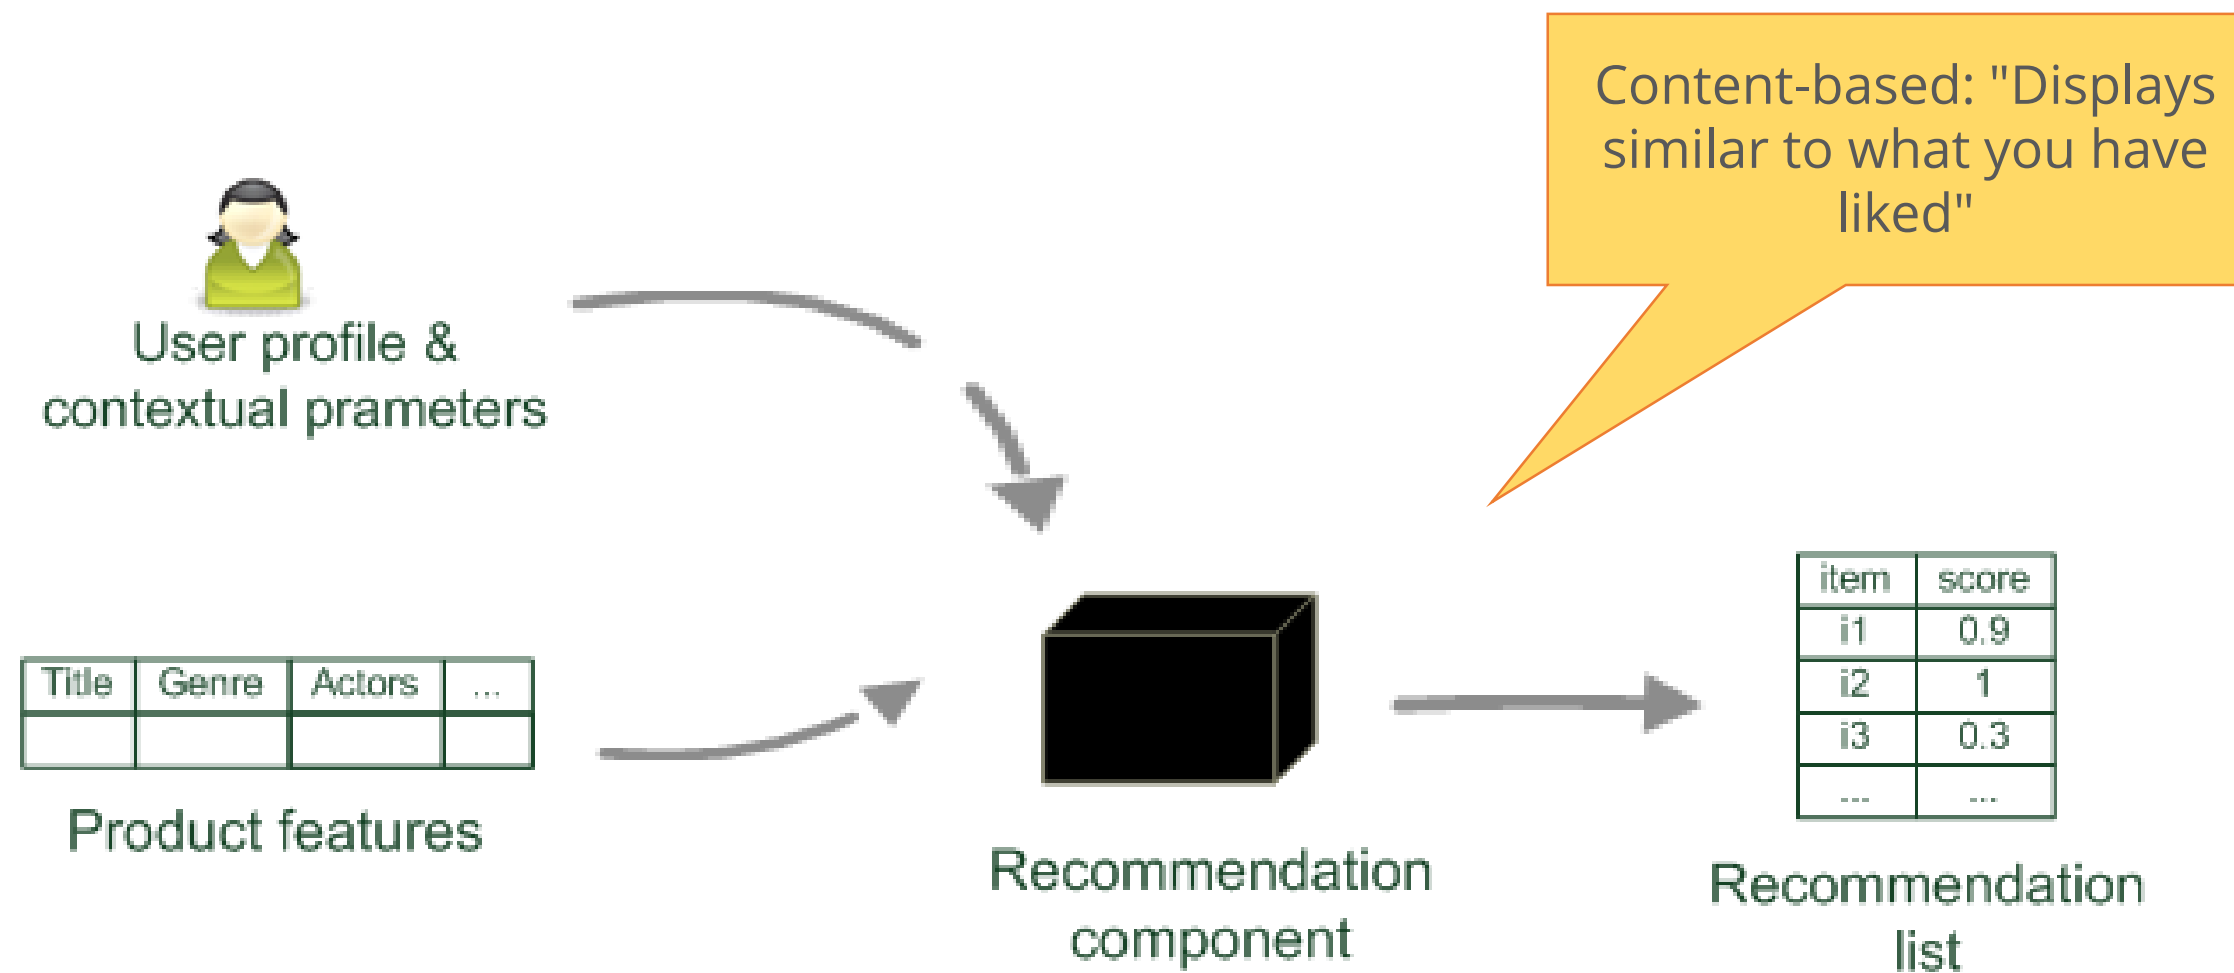 Content-based: "Displays
similar to what you have
liked"
User profile &
contextual prameters
Title Genre Actors ...
Product features
Recommendation
component
item score
i1 0.9
i2 1
i3 0.3
... ...
Recommendation
list